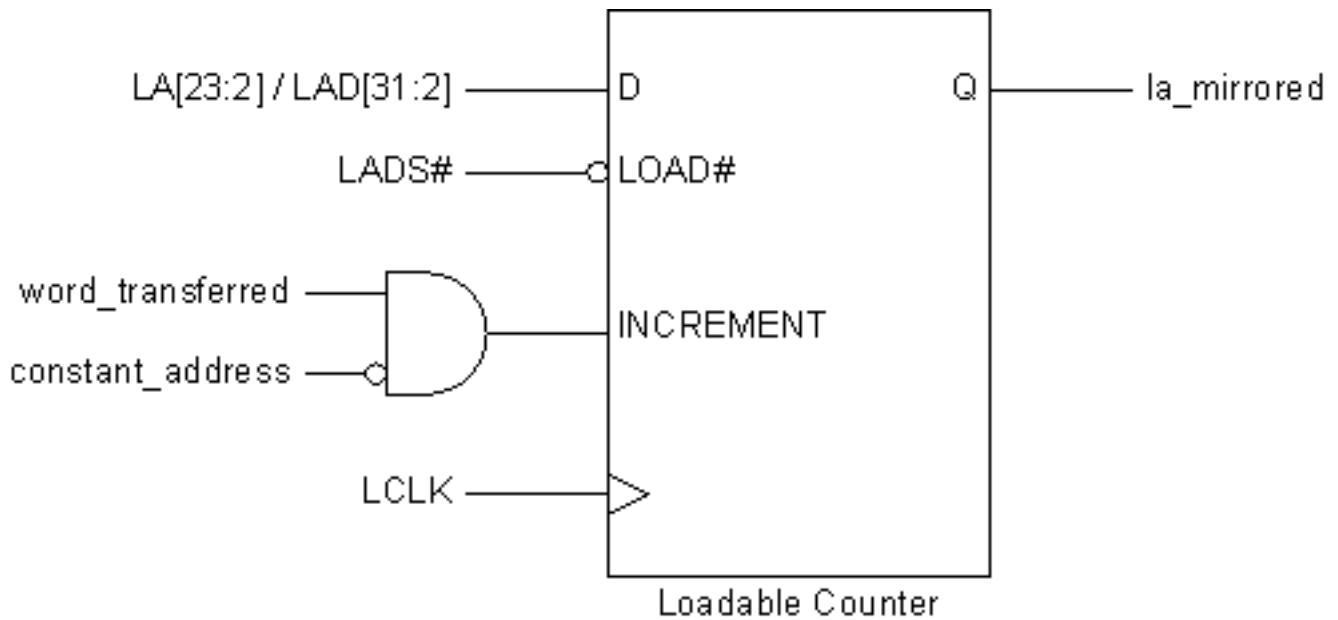 LA[23:2] / LAD[31:2]
D
Q
la_mirrored
LADS#
LOAD#
word_transferred
INCREMENT
constant_address
LCLK
Loadable Counter